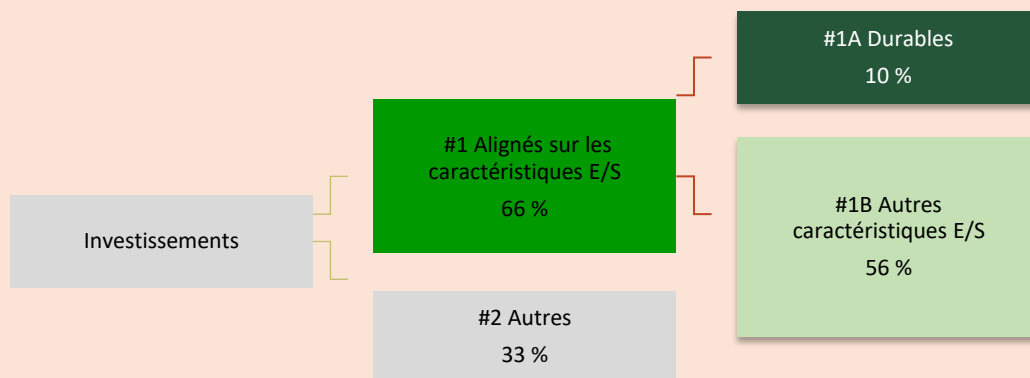 #1A Durables
10 %
#1 Alignés sur les
caractéristiques E/S
66 %
#1B Autres
caractéristiques E/S
56 %
Investissements
#2 Autres
33 %